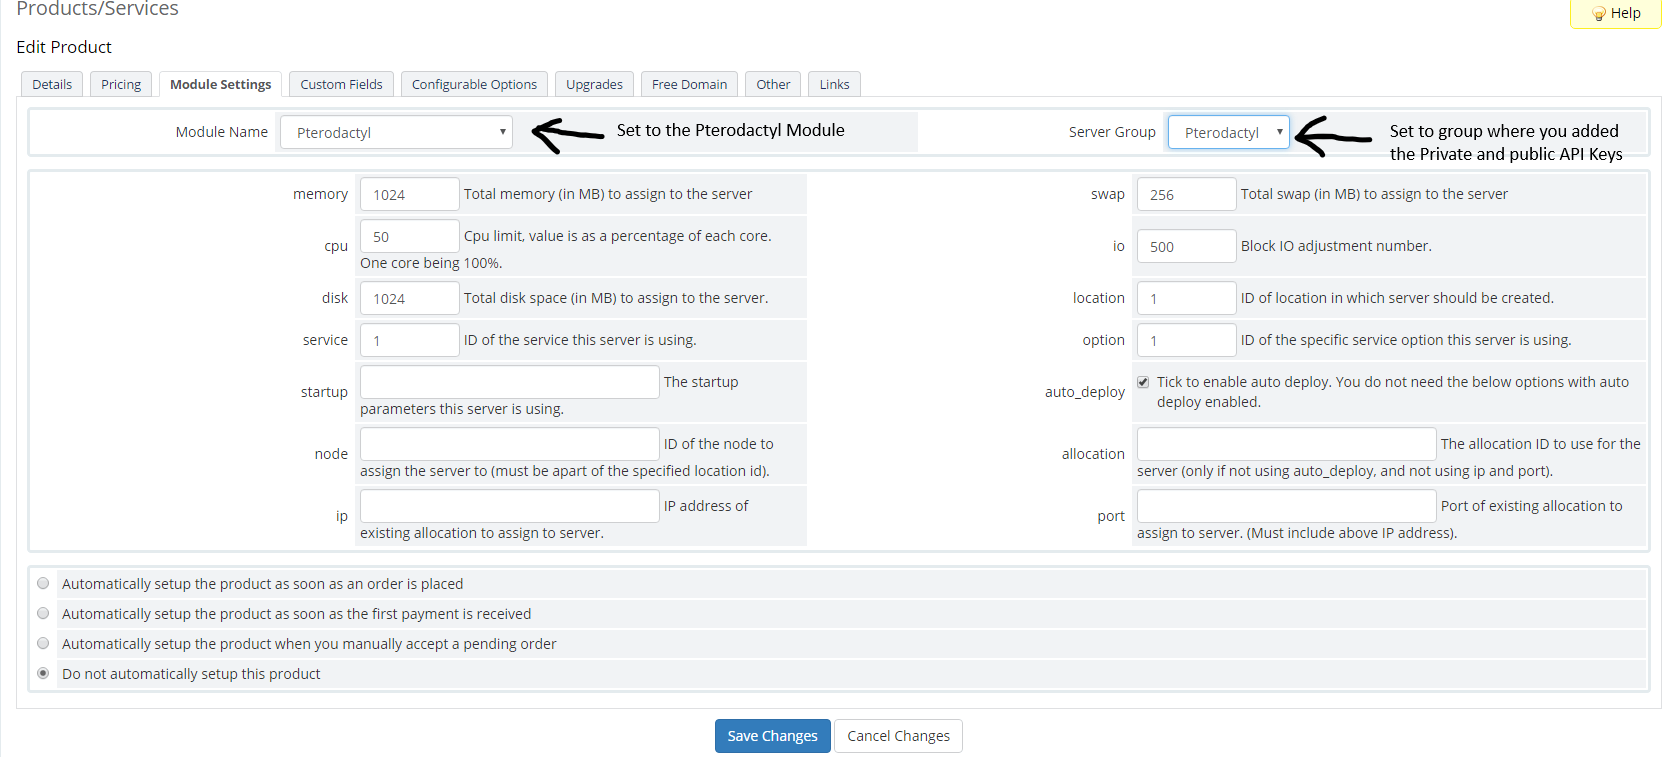 Products/Services
Help
Edit Product
Details Pricing Module Settings Custom Fields Configurable Options Upgrades Free Domain Other Links
Module Name Pterodactyl Set to the Pterodactyl Module Server Group Pterodactyl Set to group where you added
the Private and public API Keys
memory 1024 Total memory (in MB) to assign to the server
swap 256 Total swap (in MB) to assign to the server
cpu 50 Cpu limit, value is as a percentage of each core.
One core being 100%.
io 500 Block IO adjustment number.
disk 1024 Total disk space (in MB) to assign to the server.
location 1 ID of location in which server should be created.
service 1 ID of the service this server is using.
option 1 ID of the specific service option this server is using.
startup The startup
parameters this server is using.
auto_deploy Tick to enable auto deploy. You do not need the below options with auto
deploy enabled.
node ID of the node to
assign the server to (must be apart of the specified location id).
allocation The allocation ID to use for the
server (only if not using auto_deploy, and not using ip and port).
ip IP address of
existing allocation to assign to server.
port Port of existing allocation to
assign to server. (Must include above IP address).
Automatically setup the product as soon as an order is placed
Automatically setup the product as soon as the first payment is received
Automatically setup the product when you manually accept a pending order
Do not automatically setup this product
Save Changes Cancel Changes